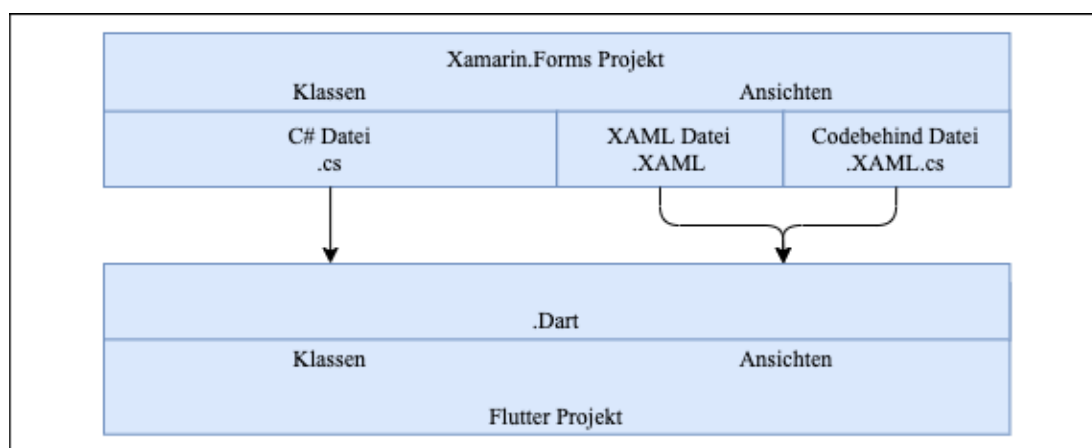 Xamarin.Forms Projekt
Klassen Ansichten
C# Datei XAML Datei Codebehind Datei
.cs .XAML .XAML.cs
.Dart
Klassen Ansichten
Flutter Projekt